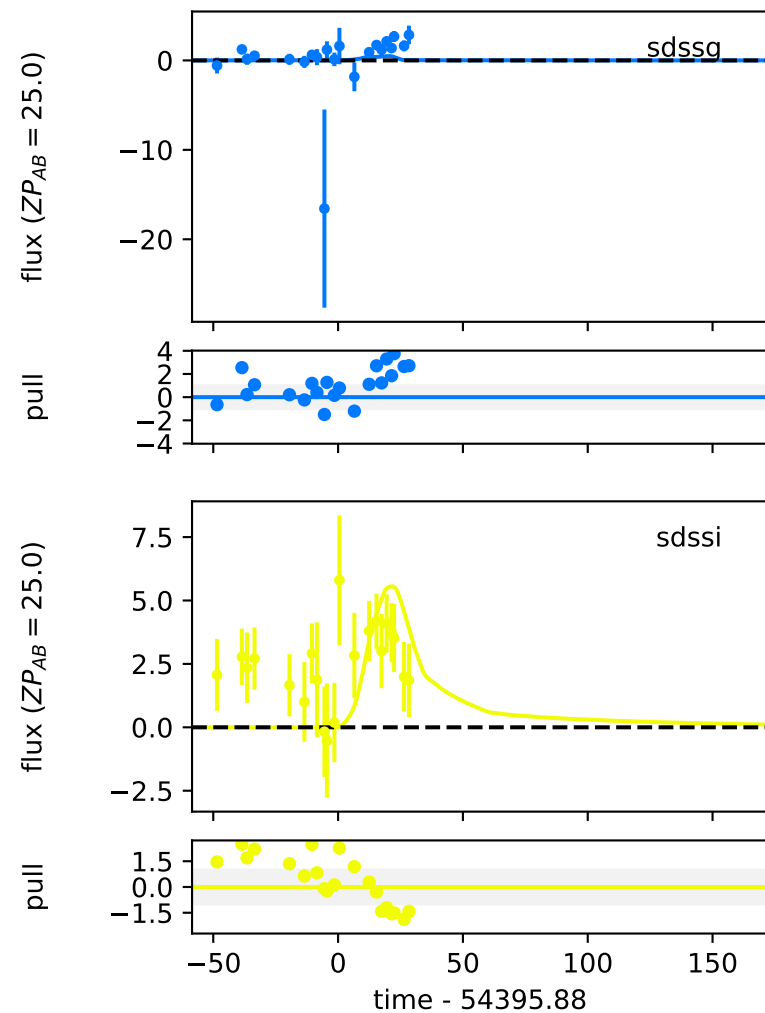 sdssg
flux (ZP_AB = 25.0)
0
−10
−20
pull
4
2
0
−2
−4
sdssi
flux (ZP_AB = 25.0)
7.5
5.0
2.5
0.0
−2.5
pull
1.5
0.0
−1.5
−50 0 50 100 150
time - 54395.88